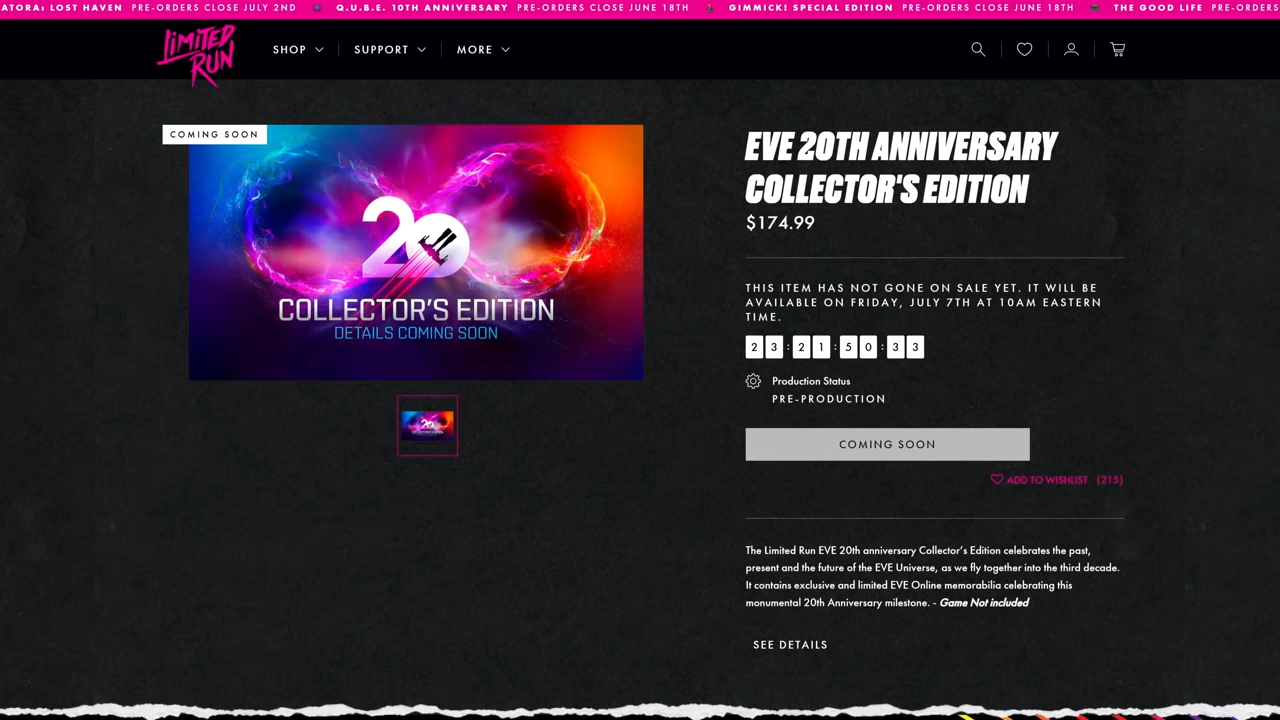 ATORA: LOST HAVEN PRE-ORDERS CLOSE JULY 2ND Q.U.B.E. 10TH ANNIVERSARY PRE-ORDERS CLOSE JUNE 18TH GIMMICK! SPECIAL EDITION PRE-ORDERS CLOSE JUNE 18TH THE GOOD LIFE PRE-ORDERS
LIMITED RUN
SHOP SUPPORT MORE
COMING SOON
20
COLLECTOR'S EDITION
DETAILS COMING SOON
EVE 20TH ANNIVERSARY
COLLECTOR'S EDITION
$174.99
THIS ITEM HAS NOT GONE ON SALE YET. IT WILL BE
AVAILABLE ON FRIDAY, JULY 7TH AT 10AM EASTERN
TIME.
23:21:50:33
Production Status
PRE-PRODUCTION
COMING SOON
ADD TO WISHLIST (215)
The Limited Run EVE 20th anniversary Collector's Edition celebrates the past,
present and the future of the EVE Universe, as we fly together into the third decade.
It contains exclusive and limited EVE Online memorabilia celebrating this
monumental 20th Anniversary milestone. - Game Not included
SEE DETAILS